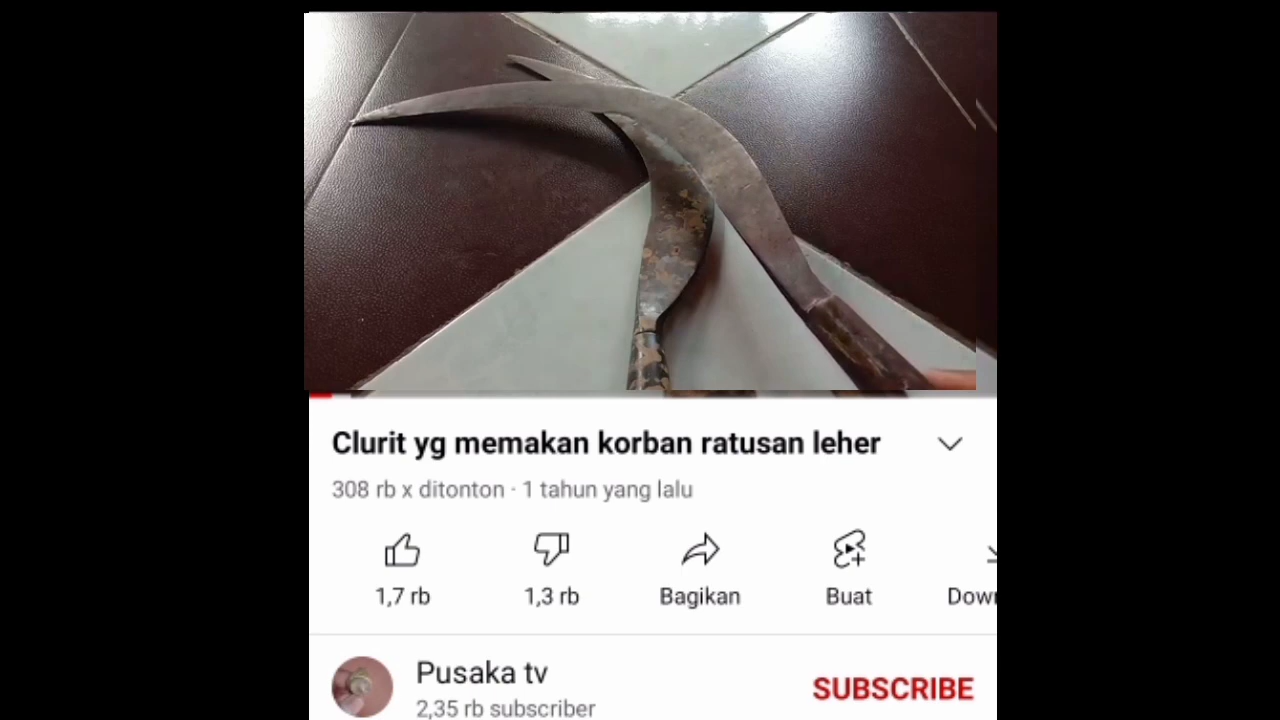 Clurit yg memakan korban ratusan leher
308 rb x ditonton · 1 tahun yang lalu
1,7 rb
1,3 rb
Bagikan
Buat
Down
Pusaka tv
SUBSCRIBE
2,35 rb subscriber